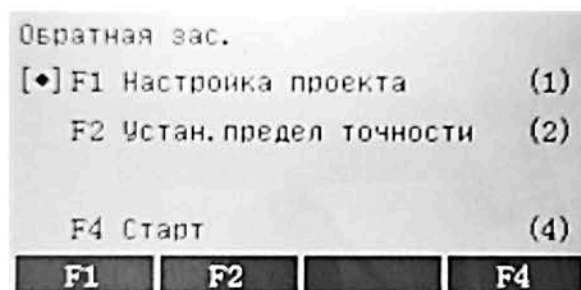 Обратная зас.
[◆] F1 Настройка проекта (1)
F2 Устан.предел точности (2)
F4 Старт (4)
F1 F2 F4